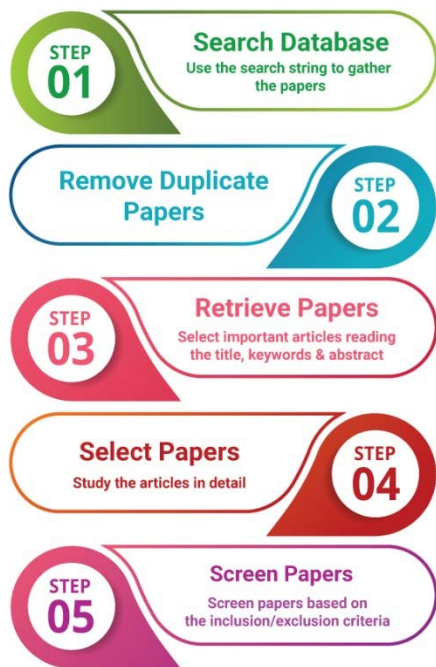 STEP
01
Search Database
Use the search string to gather
the papers
Remove Duplicate
Papers
STEP
02
STEP
03
Retrieve Papers
Select important articles reading
the title, keywords & abstract
Select Papers
Study the articles in detail
STEP
04
STEP
05
Screen Papers
Screen papers based on
the inclusion/exclusion criteria